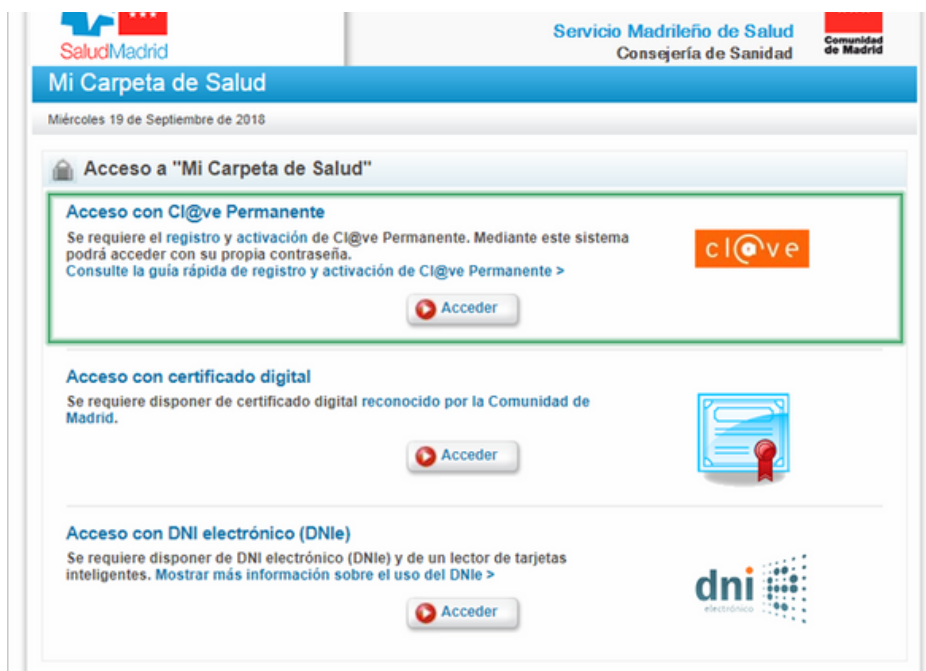 SaludMadrid
Servicio Madrileño de Salud
Consejería de Sanidad
Comunidad
de Madrid
Mi Carpeta de Salud
Miércoles 19 de Septiembre de 2018
Acceso a "Mi Carpeta de Salud"
Acceso con Cl@ve Permanente
Se requiere el registro y activación de Cl@ve Permanente. Mediante este sistema
podrá acceder con su propia contraseña.
Consulte la guía rápida de registro y activación de Cl@ve Permanente >
cl@ve
Acceder
Acceso con certificado digital
Se requiere disponer de certificado digital reconocido por la Comunidad de
Madrid.
Acceder
Acceso con DNI electrónico (DNIe)
Se requiere disponer de DNI electrónico (DNIe) y de un lector de tarjetas
inteligentes. Mostrar más información sobre el uso del DNIe >
dni
electrónico
Acceder